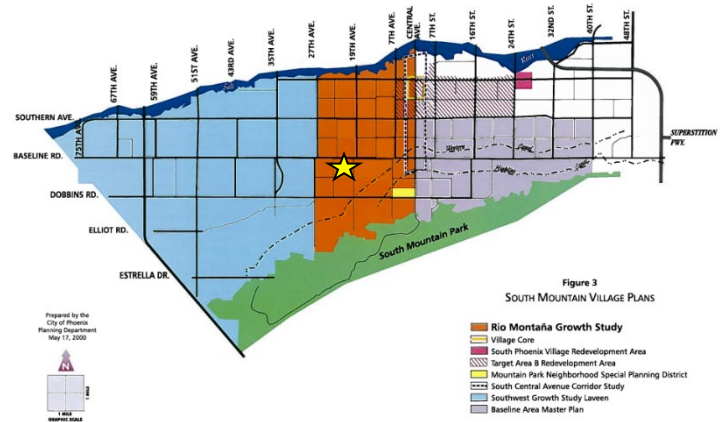 67TH AVE.
59TH AVE.
51ST AVE.
43RD AVE.
35TH AVE.
27TH AVE.
19TH AVE.
7TH AVE.
CENTRAL AVE.
7TH ST.
16TH ST.
24TH ST.
32ND ST.
40TH ST.
48TH ST.
Salt
River
SOUTHERN AVE.
75TH AVE.
BASELINE RD.
SUPERSTITION
FWY.
Western Canal
DOBBINS RD.
ELLIOT RD.
South Mountain Park
ESTRELLA DR.
Figure 3
SOUTH MOUNTAIN VILLAGE PLANS
Prepared by the
City of Phoenix
Planning Department
May 17, 2000
N
1 MILE
1 MILE
GRAPHIC SCALE
Rio Montaña Growth Study
Village Core
South Phoenix Village Redevelopment Area
Target Area B Redevelopment Area
Mountain Park Neighborhood Special Planning District
South Central Avenue Corridor Study
Southwest Growth Study Laveen
Baseline Area Master Plan